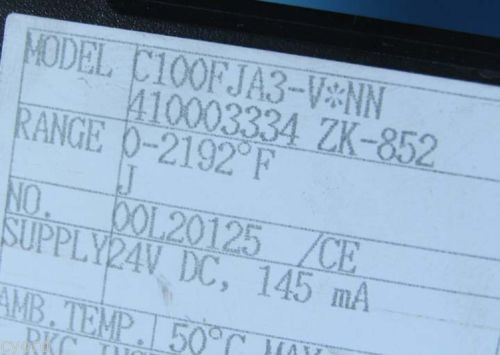 MODEL C100FJA3-V*NN
410003334 ZK-852
RANGE 0-2192°F
J
NO. 00L20125 /CE
SUPPLY 24V DC, 145 mA
AMB. TEMP. 50°C MAX